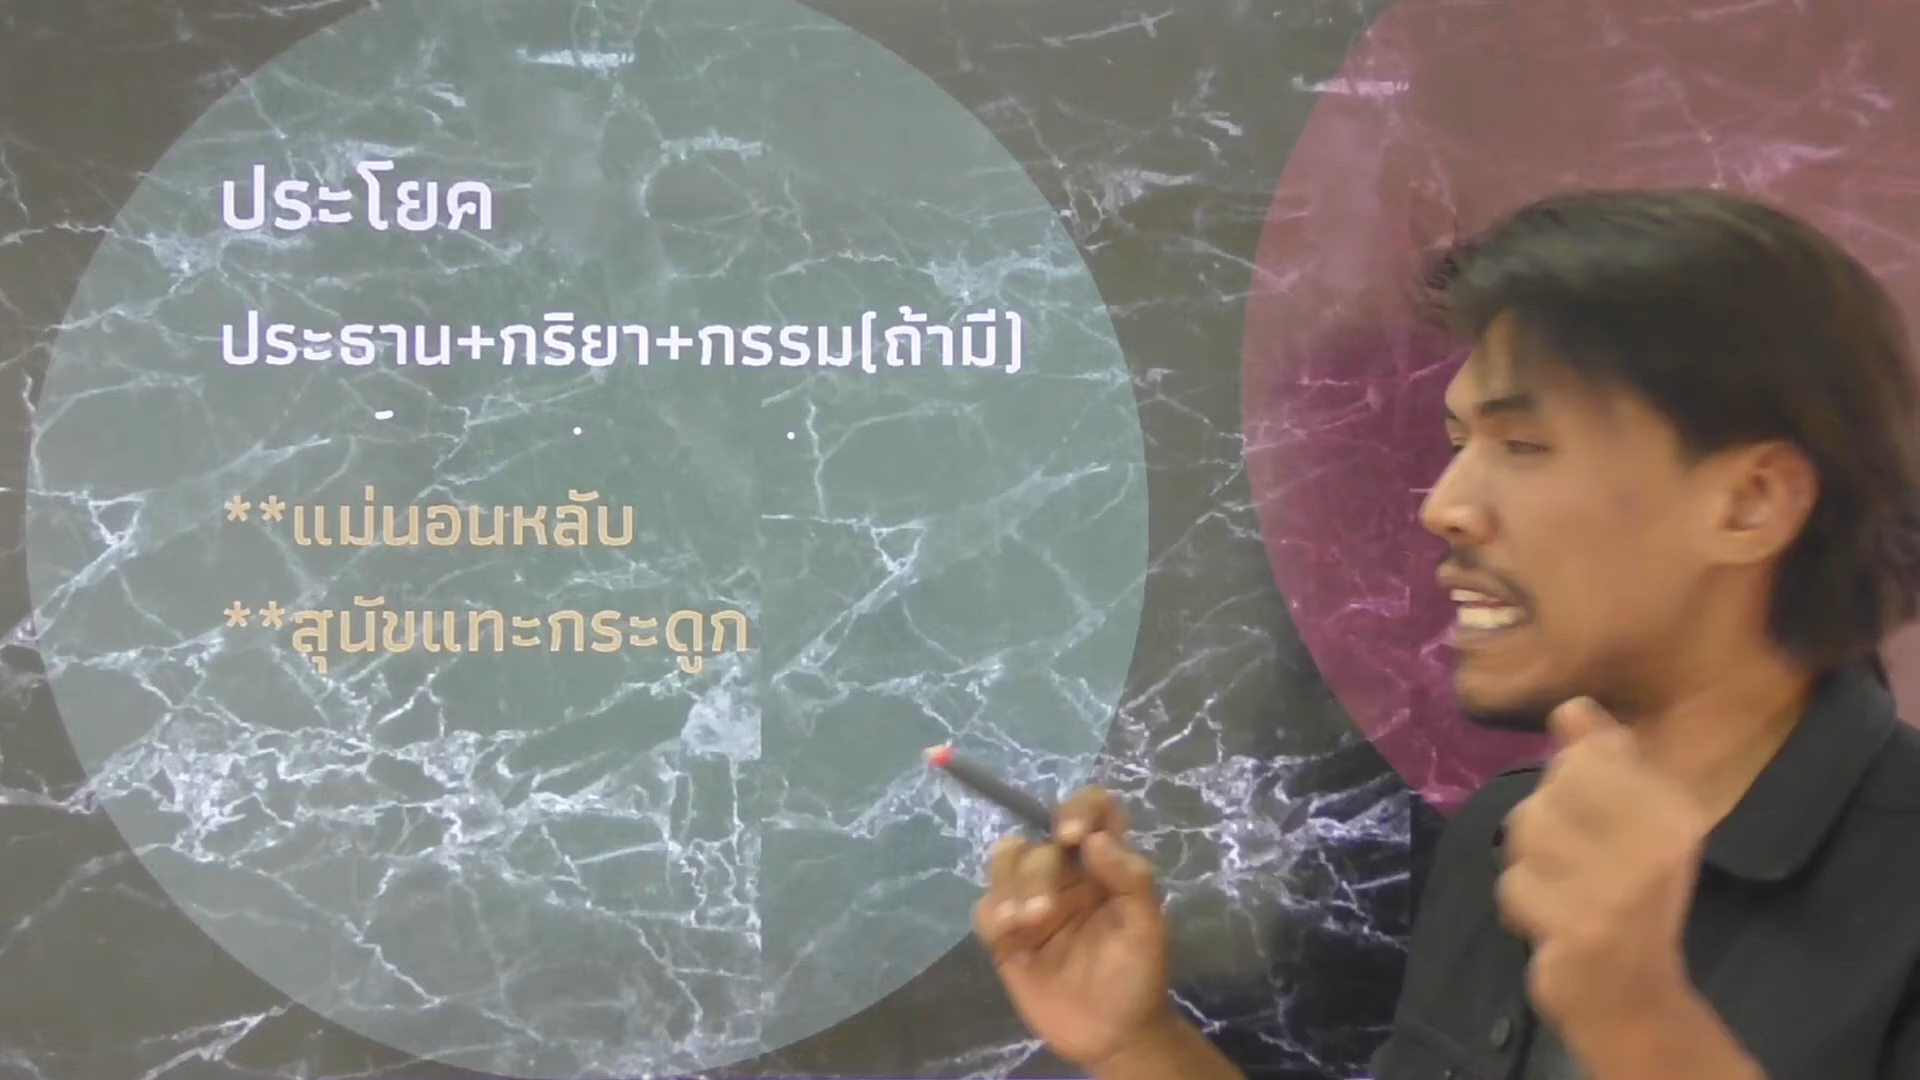 ประโยค
ประธาน+กริยา+กรรม(ถ้ามี)
**แม่นอนหลับ
**สุนัขแทะกระดูก